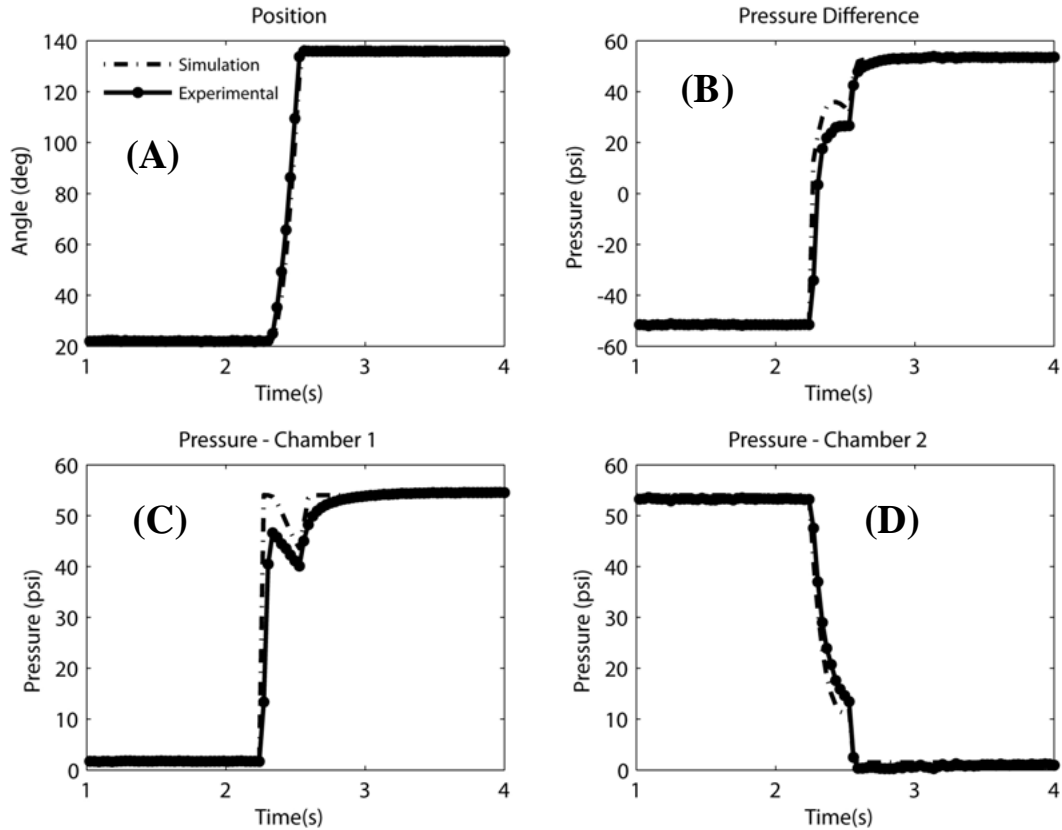 Position
140
120
100
80
60
40
20
Angle (deg)
Simulation
Experimental
(A)
1
2
3
4
Time(s)
Pressure Difference
60
40
20
0
-20
-40
-60
Pressure (psi)
(B)
1
2
3
4
Time(s)
Pressure - Chamber 1
60
50
40
30
20
10
0
Pressure (psi)
(C)
1
2
3
4
Time(s)
Pressure - Chamber 2
60
50
40
30
20
10
0
Pressure (psi)
(D)
1
2
3
4
Time(s)